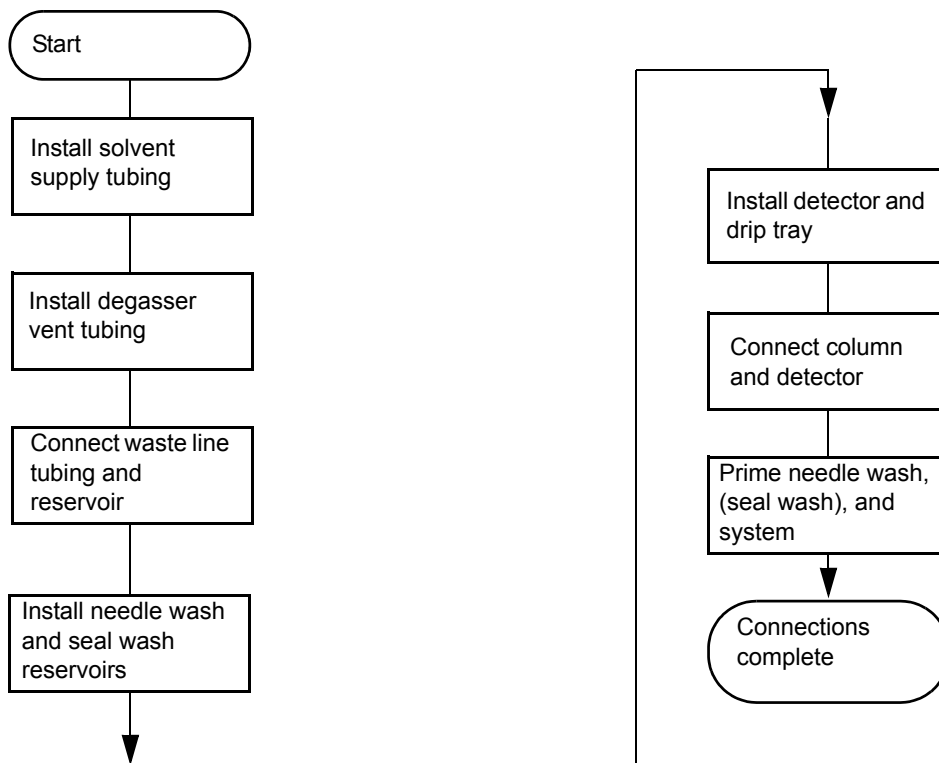 Start
Install solvent
supply tubing
Install degasser
vent tubing
Connect waste line
tubing and
reservoir
Install needle wash
and seal wash
reservoirs
Install detector and
drip tray
Connect column
and detector
Prime needle wash,
(seal wash), and
system
Connections
complete